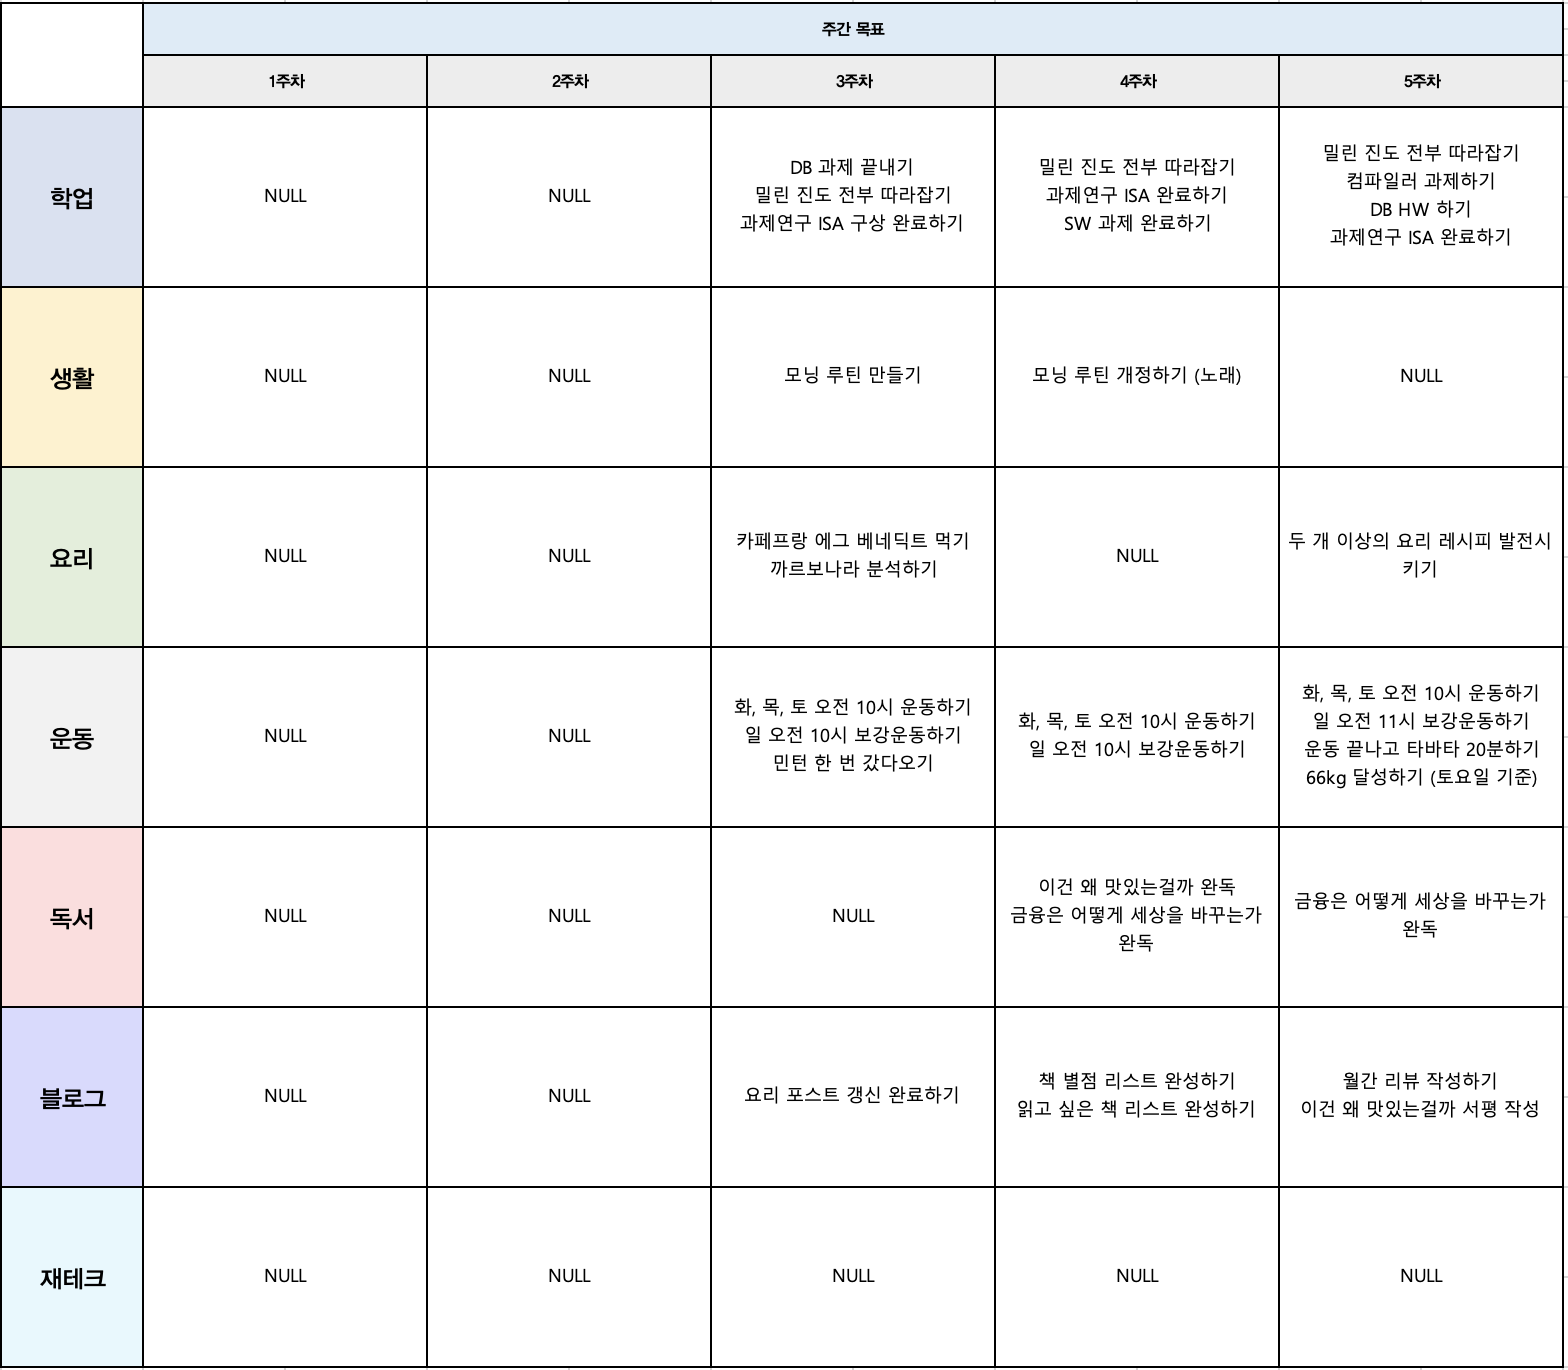 주간 목표
1주차
2주차
3주차
4주차
5주차
학업
NULL
NULL
DB 과제 끝내기
밀린 진도 전부 따라잡기
과제연구 ISA 구상 완료하기
밀린 진도 전부 따라잡기
과제연구 ISA 완료하기
SW 과제 완료하기
밀린 진도 전부 따라잡기
컴파일러 과제하기
DB HW 하기
과제연구 ISA 완료하기
생활
NULL
NULL
모닝 루틴 만들기
모닝 루틴 개정하기 (노래)
NULL
요리
NULL
NULL
카페프랑 에그 베네딕트 먹기
까르보나라 분석하기
NULL
두 개 이상의 요리 레시피 발전시
키기
운동
NULL
NULL
화, 목, 토 오전 10시 운동하기
일 오전 10시 보강운동하기
민턴 한 번 갔다오기
화, 목, 토 오전 10시 운동하기
일 오전 10시 보강운동하기
화, 목, 토 오전 10시 운동하기
일 오전 11시 보강운동하기
운동 끝나고 타바타 20분하기
66kg 달성하기 (토요일 기준)
독서
NULL
NULL
NULL
이건 왜 맛있는걸까 완독
금융은 어떻게 세상을 바꾸는가
완독
금융은 어떻게 세상을 바꾸는가
완독
블로그
NULL
NULL
요리 포스트 갱신 완료하기
책 별점 리스트 완성하기
읽고 싶은 책 리스트 완성하기
월간 리뷰 작성하기
이건 왜 맛있는걸까 서평 작성
재테크
NULL
NULL
NULL
NULL
NULL